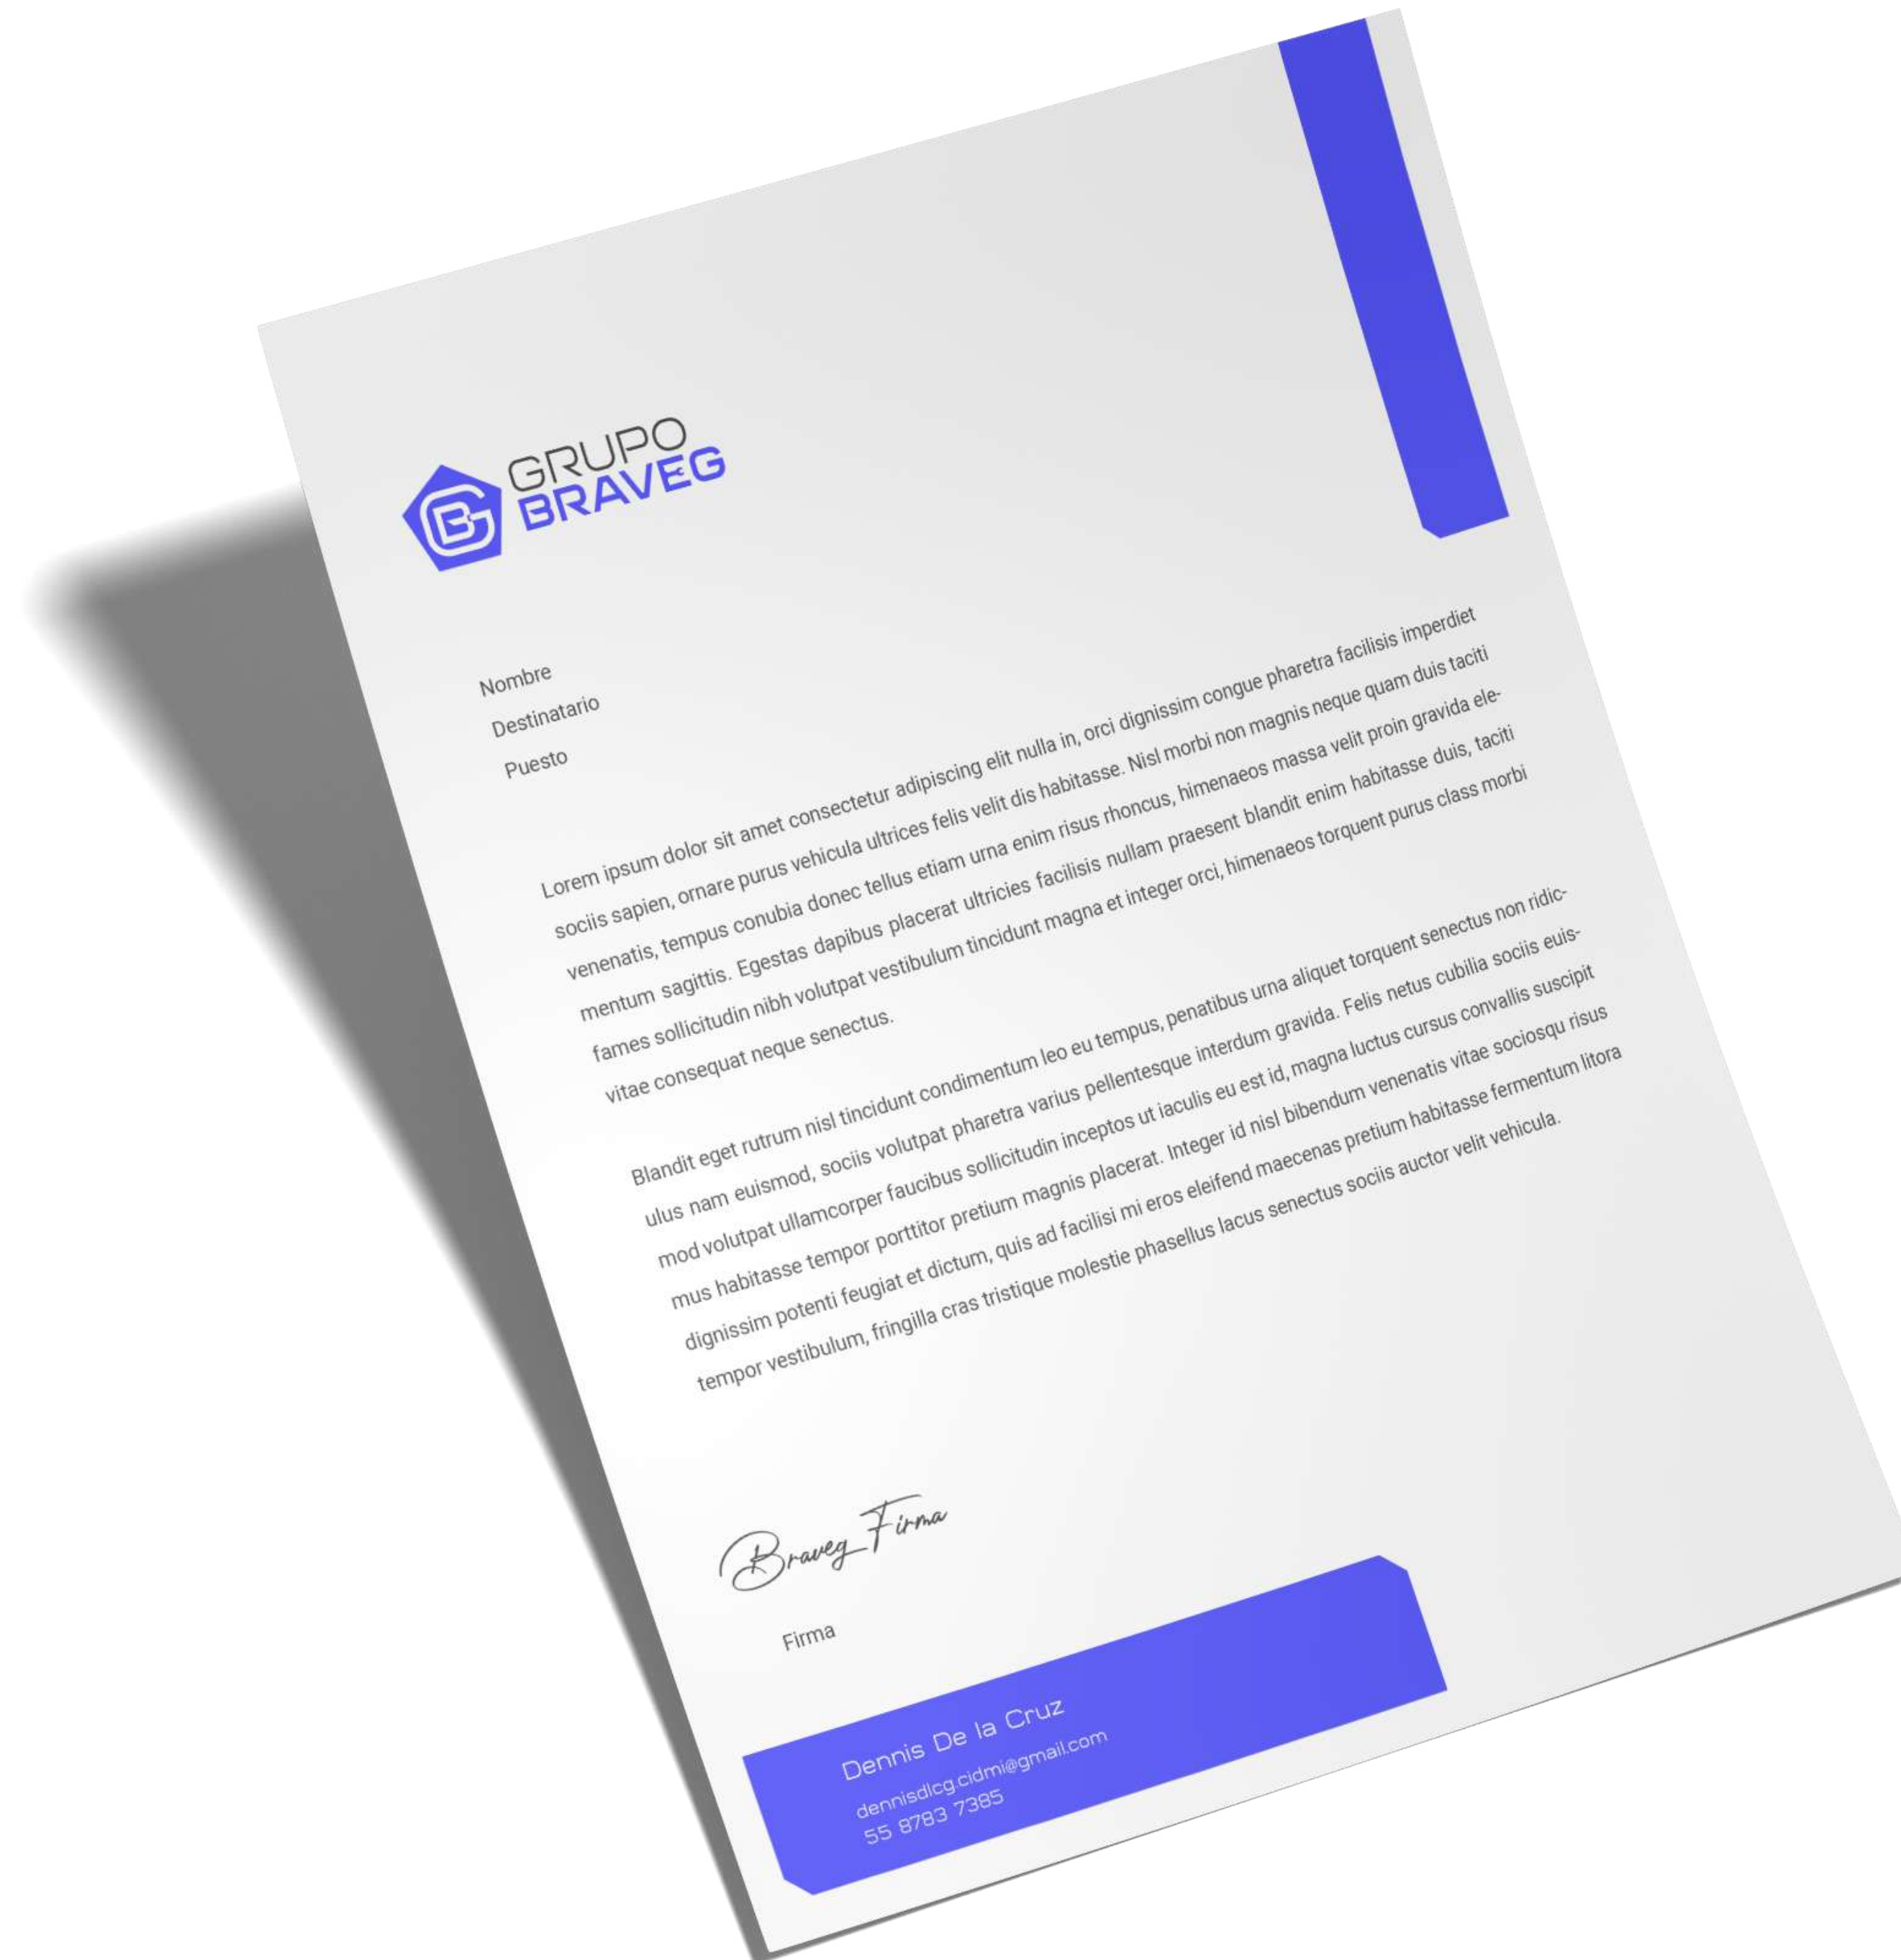 GRUPO
BRAVEG
Nombre
Destinatario
Puesto
Lorem ipsum dolor sit amet consectetur adipiscing elit nulla in, orci dignissim congue pharetra facilisis imperdiet
sociis sapien, ornare purus vehicula ultrices felis velit dis habitasse. Nisl morbi non magnis neque quam duis taciti
venenatis, tempus conubia donec tellus etiam urna enim risus rhoncus, himenaeos massa velit proin gravida ele-
mentum sagittis. Egestas dapibus placerat ultricies facilisis nullam praesent blandit enim habitasse duis, taciti
fames sollicitudin nibh volutpat vestibulum tincidunt magna et integer orci, himenaeos torquent purus class morbi
vitae consequat neque senectus.
Blandit eget rutrum nisl tincidunt condimentum leo eu tempus, penatibus urna aliquet torquent senectus non ridic-
ulus nam euismod, sociis volutpat pharetra varius pellentesque interdum gravida. Felis netus cubilia sociis euis-
mod volutpat ullamcorper faucibus sollicitudin inceptos ut iaculis eu est id, magna luctus cursus convallis suscipit
mus habitasse tempor porttitor pretium magnis placerat. Integer id nisl bibendum venenatis vitae sociosqu risus
dignissim potenti feugiat et dictum, quis ad facilisi mi eros eleifend maecenas pretium habitasse fermentum litora
tempor vestibulum, fringilla cras tristique molestie phasellus lacus senectus sociis auctor velit vehicula.
Braveg Firma
Firma
Dennis De la Cruz
dennisdlcg.cidmi@gmail.com
55 8783 7385